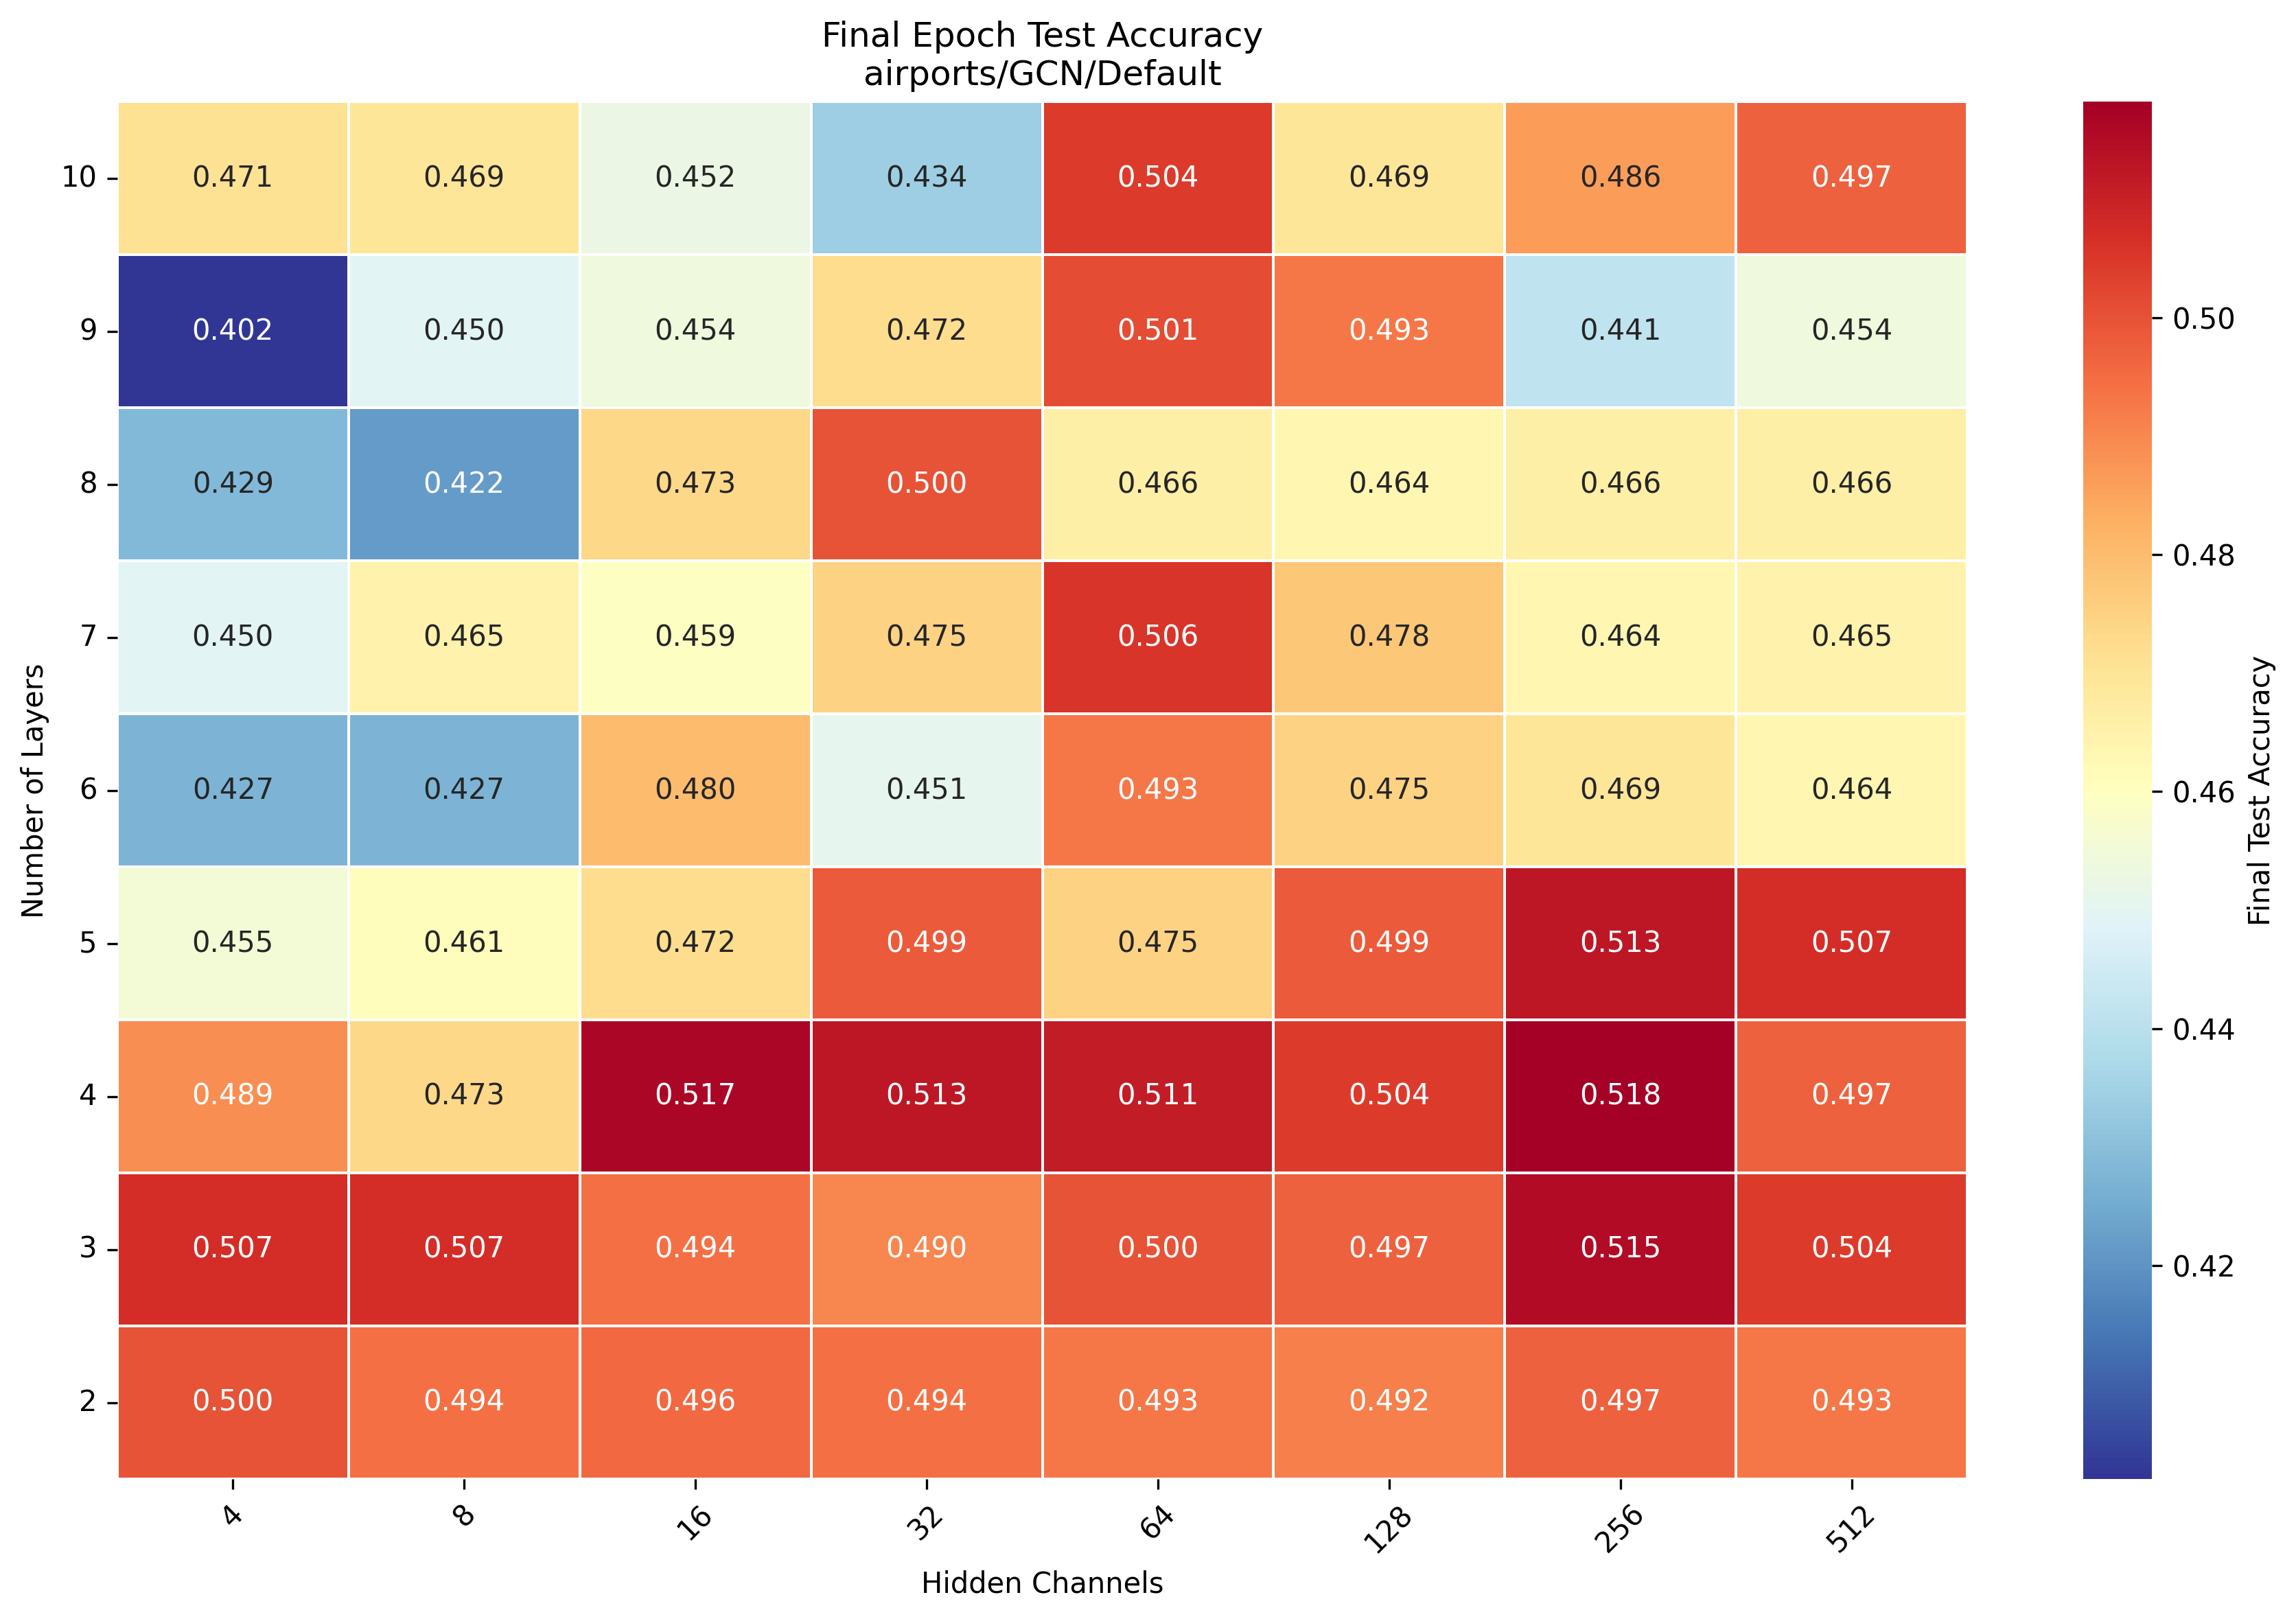 Final Epoch Test Accuracy
airports/GCN/Default
10 0.471 0.469 0.452 0.434 0.504 0.469 0.486 0.497
9 0.402 0.450 0.454 0.472 0.501 0.493 0.441 0.454
8 0.429 0.422 0.473 0.500 0.466 0.464 0.466 0.466
7 0.450 0.465 0.459 0.475 0.506 0.478 0.464 0.465
6 0.427 0.427 0.480 0.451 0.493 0.475 0.469 0.464
5 0.455 0.461 0.472 0.499 0.475 0.499 0.513 0.507
4 0.489 0.473 0.517 0.513 0.511 0.504 0.518 0.497
3 0.507 0.507 0.494 0.490 0.500 0.497 0.515 0.504
2 0.500 0.494 0.496 0.494 0.493 0.492 0.497 0.493
4 8 16 32 64 128 256 512
Hidden Channels
Number of Layers
0.50
0.48
0.46
0.44
0.42
Final Test Accuracy